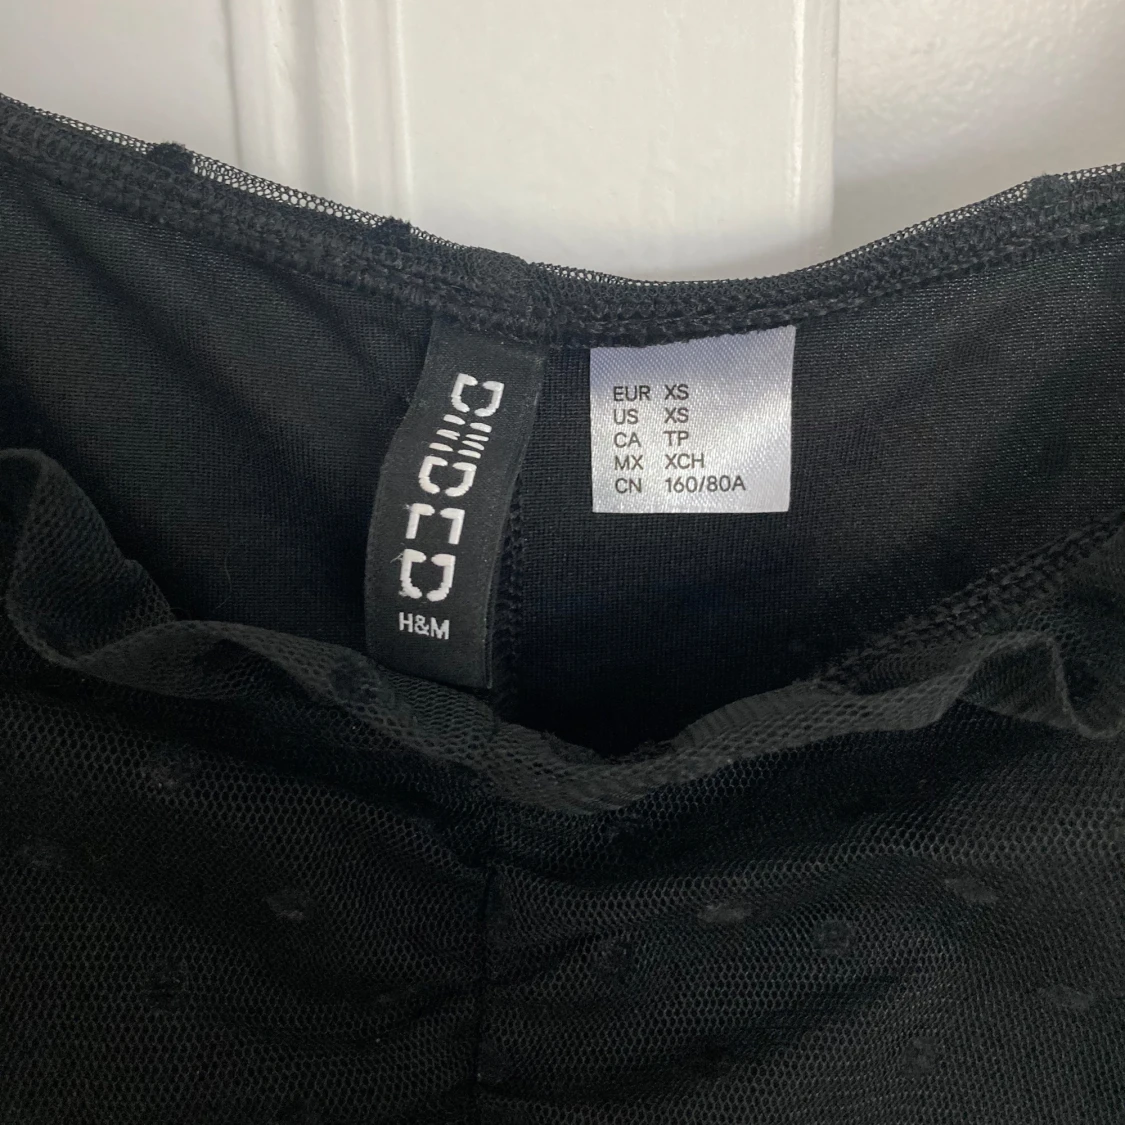 DIVIDED
H&M
EUR XS
US XS
CA TP
MX XCH
CN 160/80A